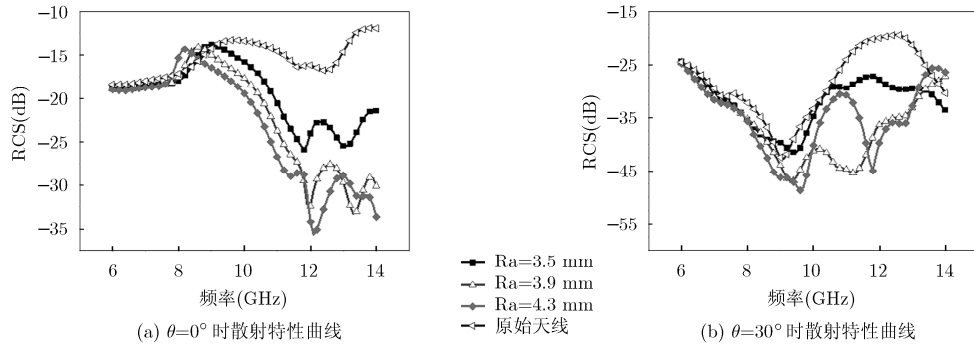 −10
−15
−20
−25
−30
−35
RCS(dB)
6
8
10
12
14
频率(GHz)
(a) θ=0° 时散射特性曲线
Ra=3.5 mm
Ra=3.9 mm
Ra=4.3 mm
原始天线
−15
−25
−35
−45
−55
RCS(dB)
6
8
10
12
14
频率(GHz)
(b) θ=30° 时散射特性曲线